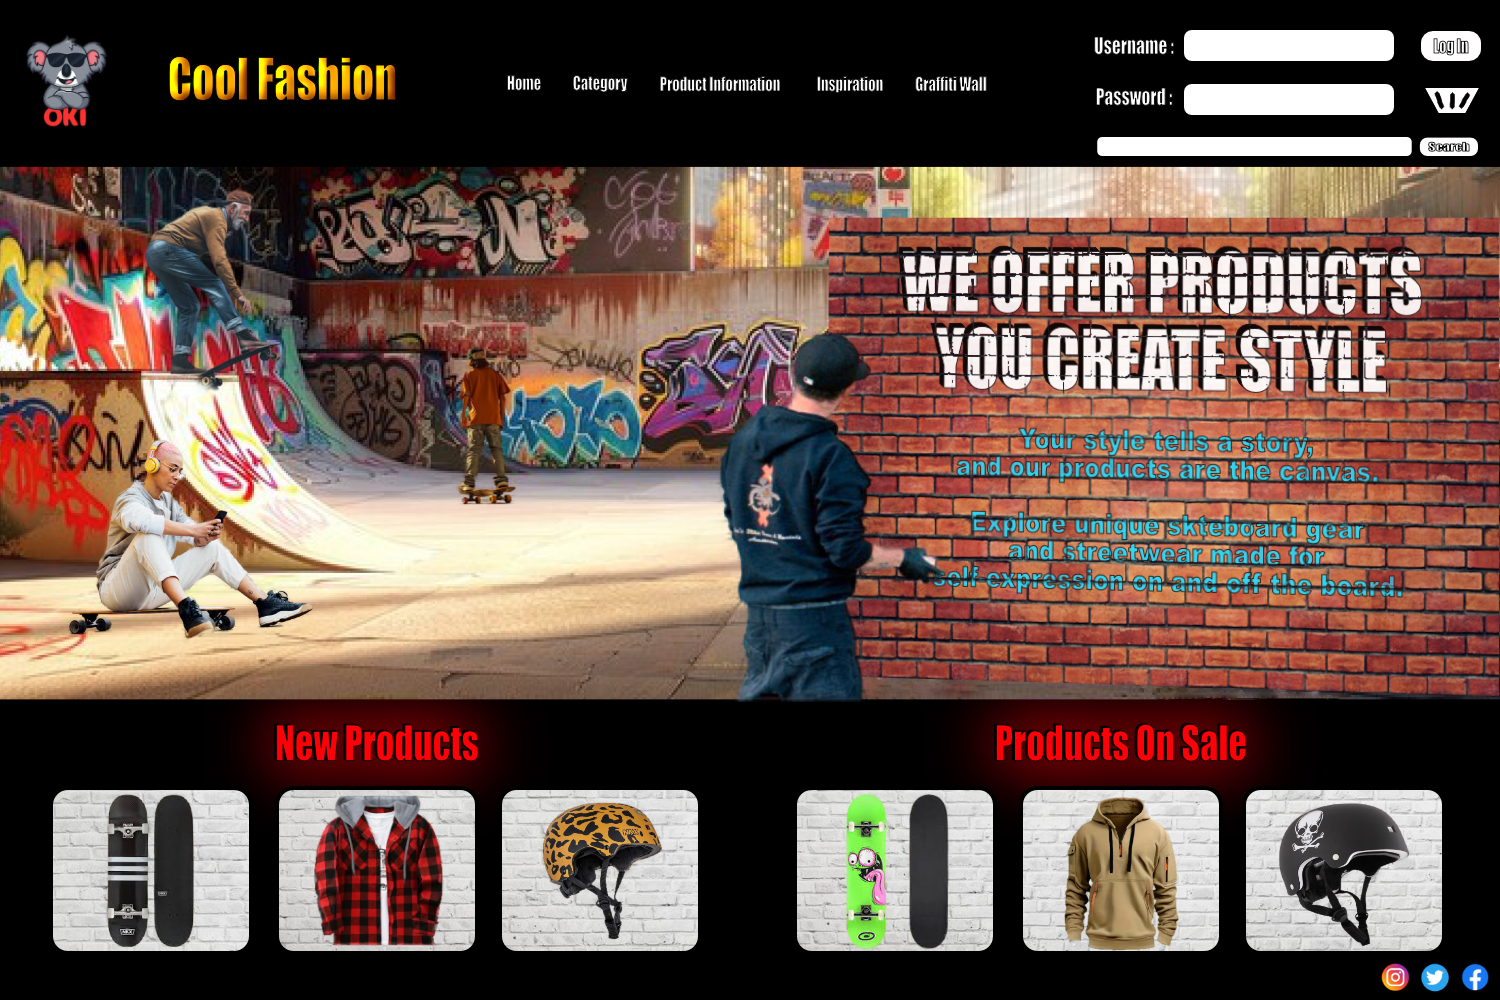 OKI
Cool Fashion
Home
Category
Product Information
Inspiration
Graffiti Wall
Username :
Log In
Password :
Search
WE OFFER PRODUCTS
YOU CREATE STYLE
Your style tells a story,
and our products are the canvas.
Explore unique skteboard gear
and streetwear made for
self expression on and off the board.
New Products
Products On Sale